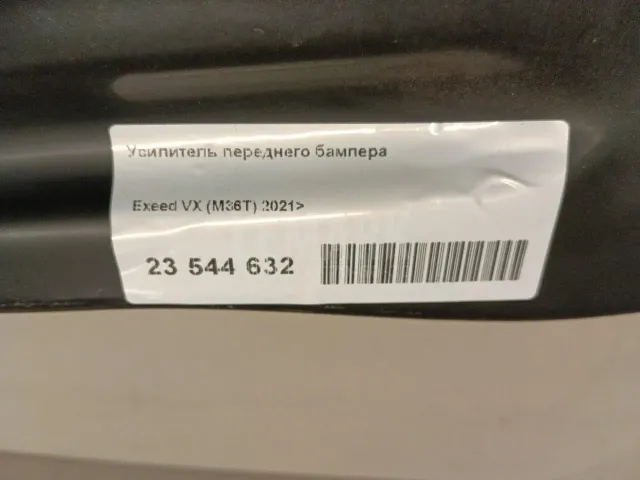 Усилитель переднего бампера
Exeed VX (M36T) 2021>
23 544 632